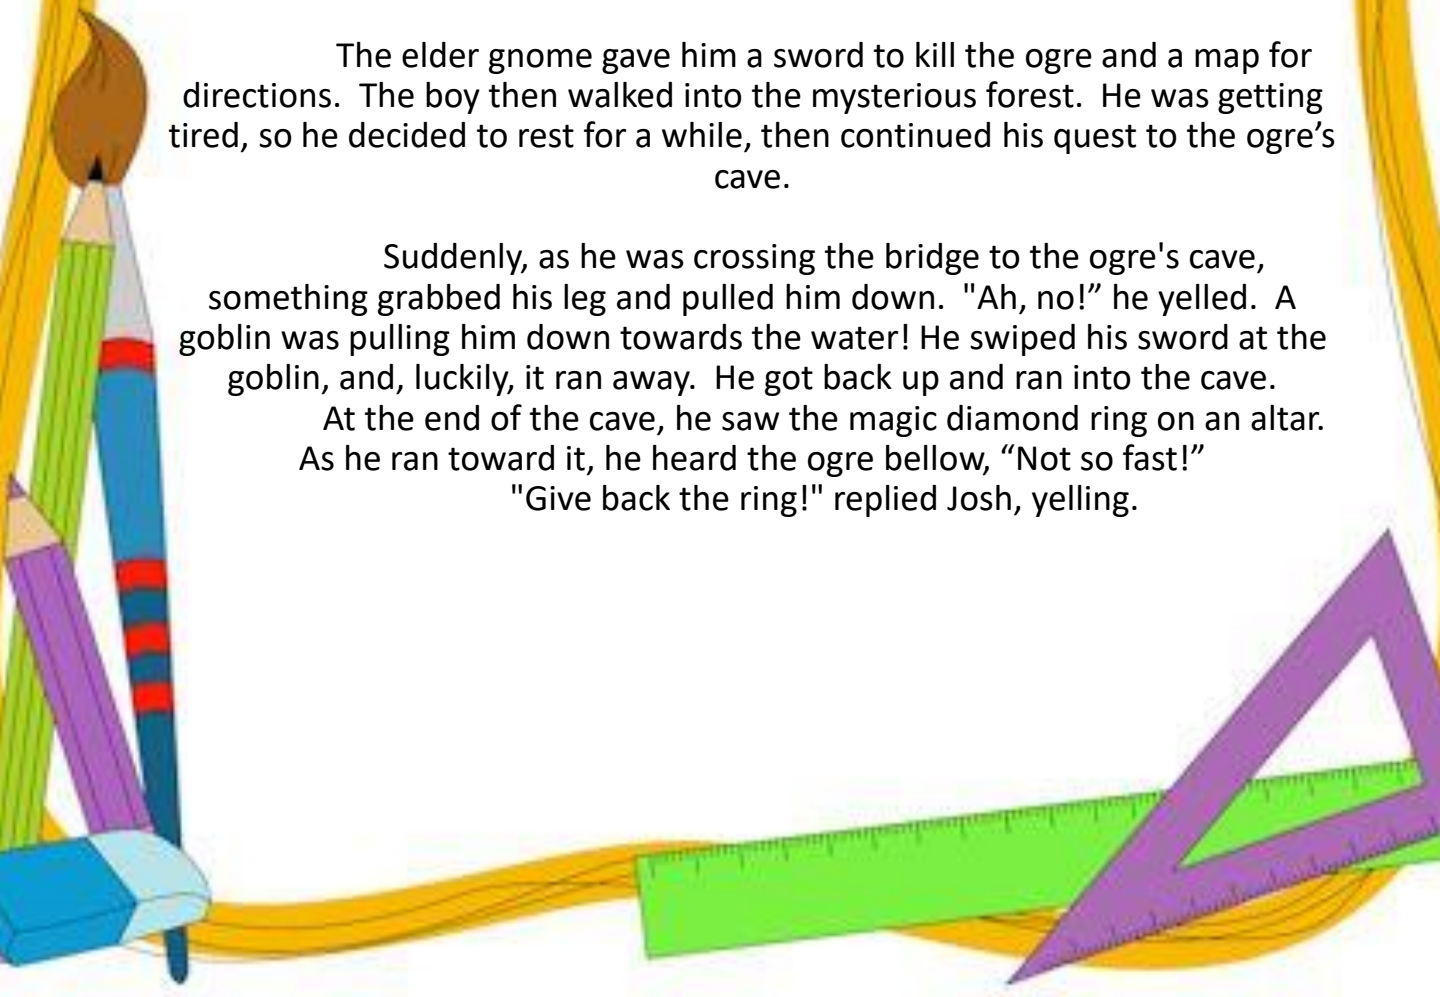 The elder gnome gave him a sword to kill the ogre and a map for
directions.  The boy then walked into the mysterious forest.  He was getting
tired, so he decided to rest for a while, then continued his quest to the ogre’s
cave.
Suddenly, as he was crossing the bridge to the ogre's cave,
something grabbed his leg and pulled him down.  "Ah, no!” he yelled.  A
goblin was pulling him down towards the water! He swiped his sword at the
goblin, and, luckily, it ran away.  He got back up and ran into the cave.
At the end of the cave, he saw the magic diamond ring on an altar.
As he ran toward it, he heard the ogre bellow, “Not so fast!”
"Give back the ring!" replied Josh, yelling.